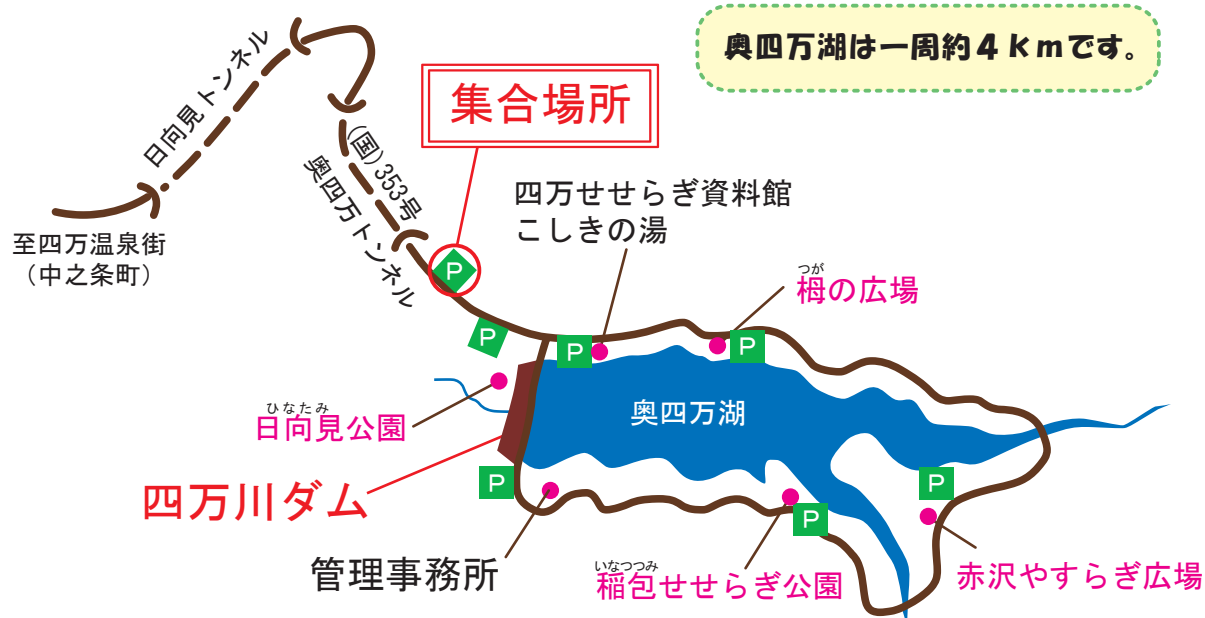 奥四万湖は一周約４ｋｍです。
日向見トンネル
集合場所
(国)353号
奥四万トンネル
至四万温泉街
（中之条町）
P
四万せせらぎ資料館
こしきの湯
つが
栂の広場
P
P
P
ひなたみ
日向見公園
奥四万湖
四万川ダム
P
P
P
管理事務所
いなつつみ
稲包せせらぎ公園
赤沢やすらぎ広場